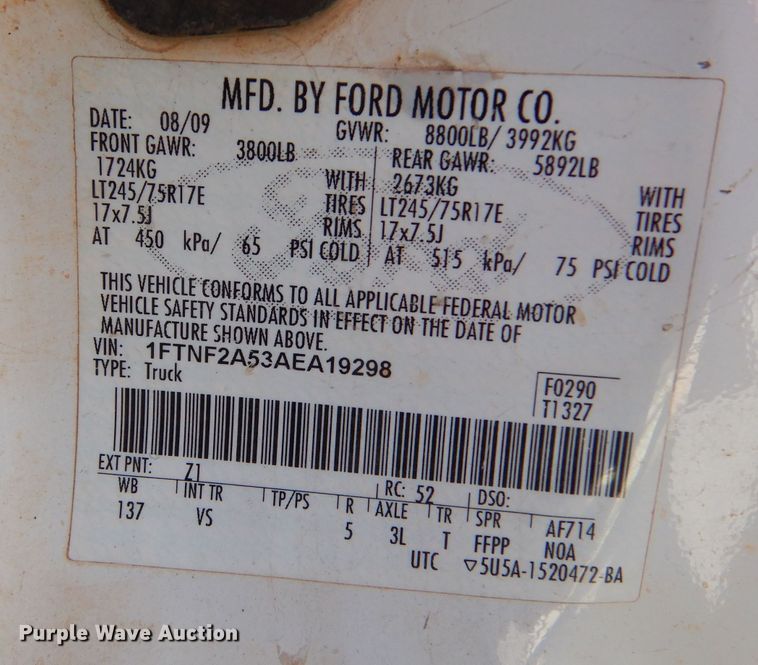 MFD. BY FORD MOTOR CO.
DATE: 08/09 GVWR: 8800LB/ 3992KG
FRONT GAWR: 3800LB REAR GAWR: 5892LB
1724KG WITH 2673KG WITH
LT245/75R17E TIRES LT245/75R17E TIRES
17x7.5J RIMS 17x7.5J RIMS
AT 450 kPa/ 65 PSI COLD AT 515 kPa/ 75 PSI COLD
THIS VEHICLE CONFORMS TO ALL APPLICABLE FEDERAL MOTOR
VEHICLE SAFETY STANDARDS IN EFFECT ON THE DATE OF
MANUFACTURE SHOWN ABOVE.
VIN: 1FTNF2A53AEA19298
TYPE: Truck F0290
T1327
EXT PNT: Z1 RC: 52 DSO:
WB INT TR TP/PS R AXLE TR SPR AF714
137 VS 5 3L T FFPP NOA
UTC ▽5U5A-1520472-BA
Purple Wave Auction